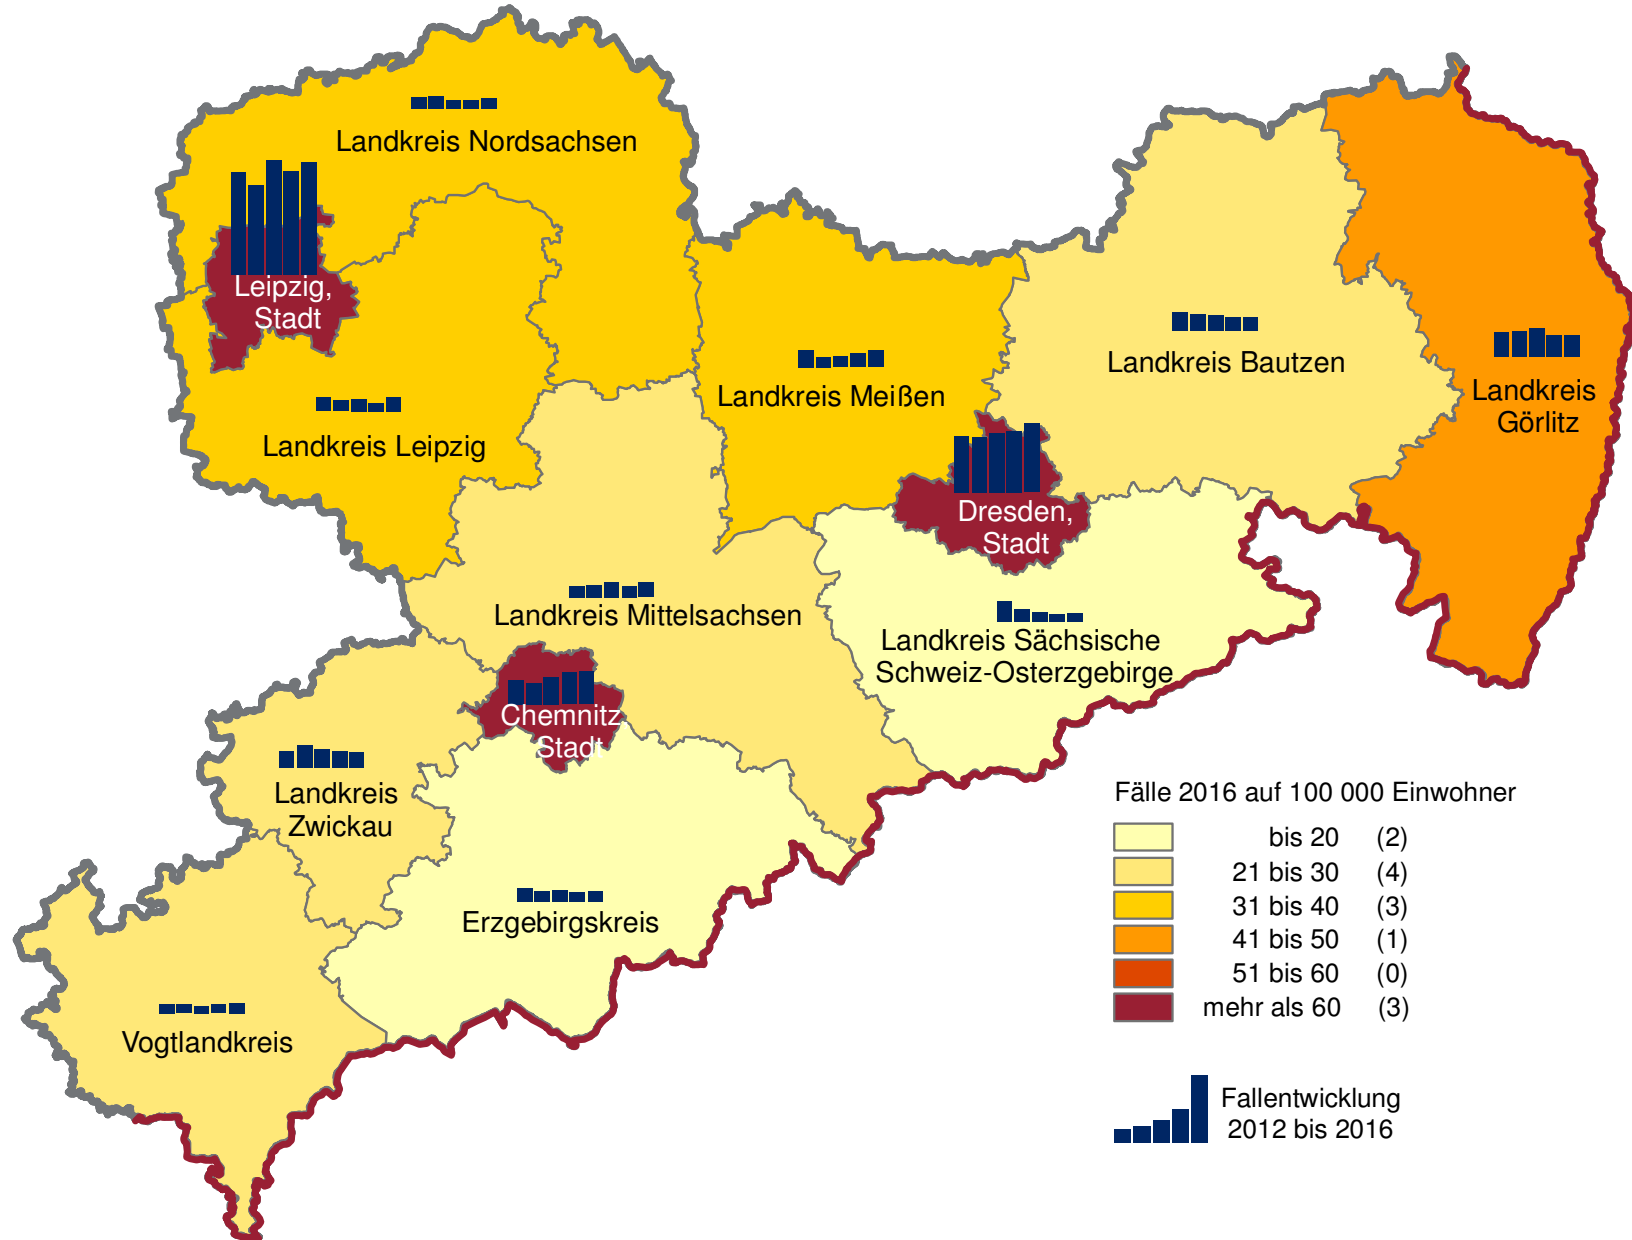 Landkreis Nordsachsen
Leipzig,
Stadt
Landkreis Leipzig
Landkreis Meißen
Landkreis Bautzen
Landkreis
Görlitz
Dresden,
Stadt
Landkreis Mittelsachsen
Landkreis Sächsische
Schweiz-Osterzgebirge
Chemnitz
Stadt
Landkreis
Zwickau
Erzgebirgskreis
Vogtlandkreis
Fälle 2016 auf 100 000 Einwohner
bis 20 (2)
21 bis 30 (4)
31 bis 40 (3)
41 bis 50 (1)
51 bis 60 (0)
mehr als 60 (3)
Fallentwicklung
2012 bis 2016